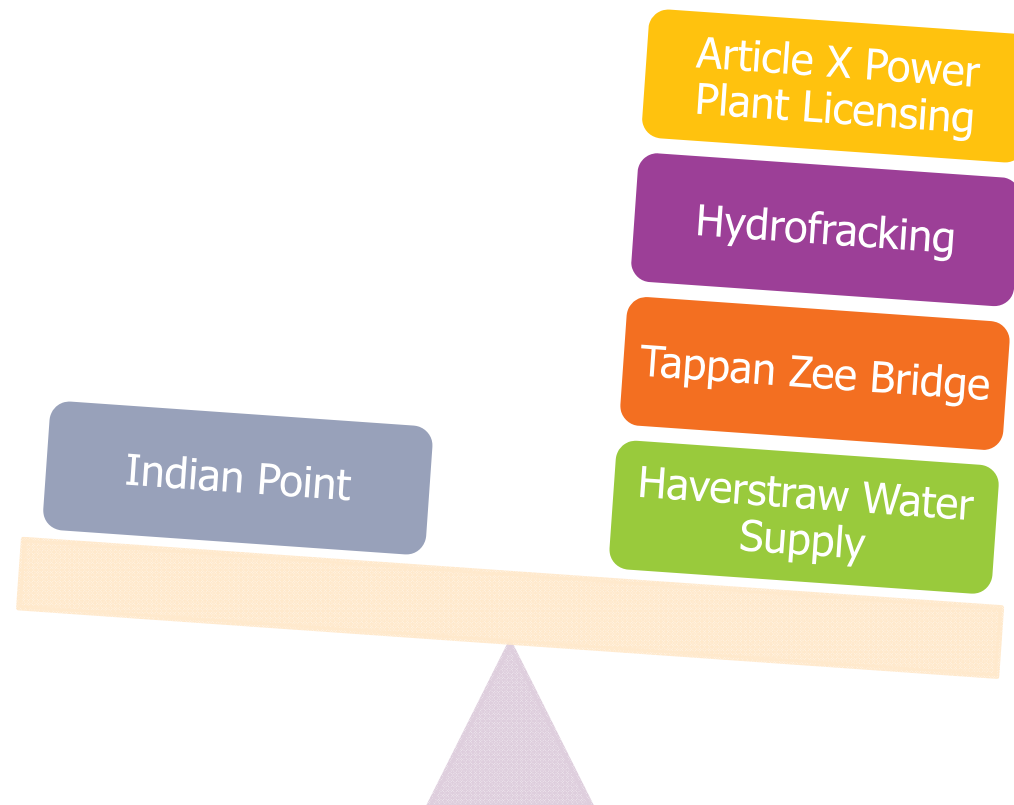 Article X Power
Plant Licensing
Hydrofracking
Tappan Zee Bridge
Indian Point
Haverstraw Water
Supply